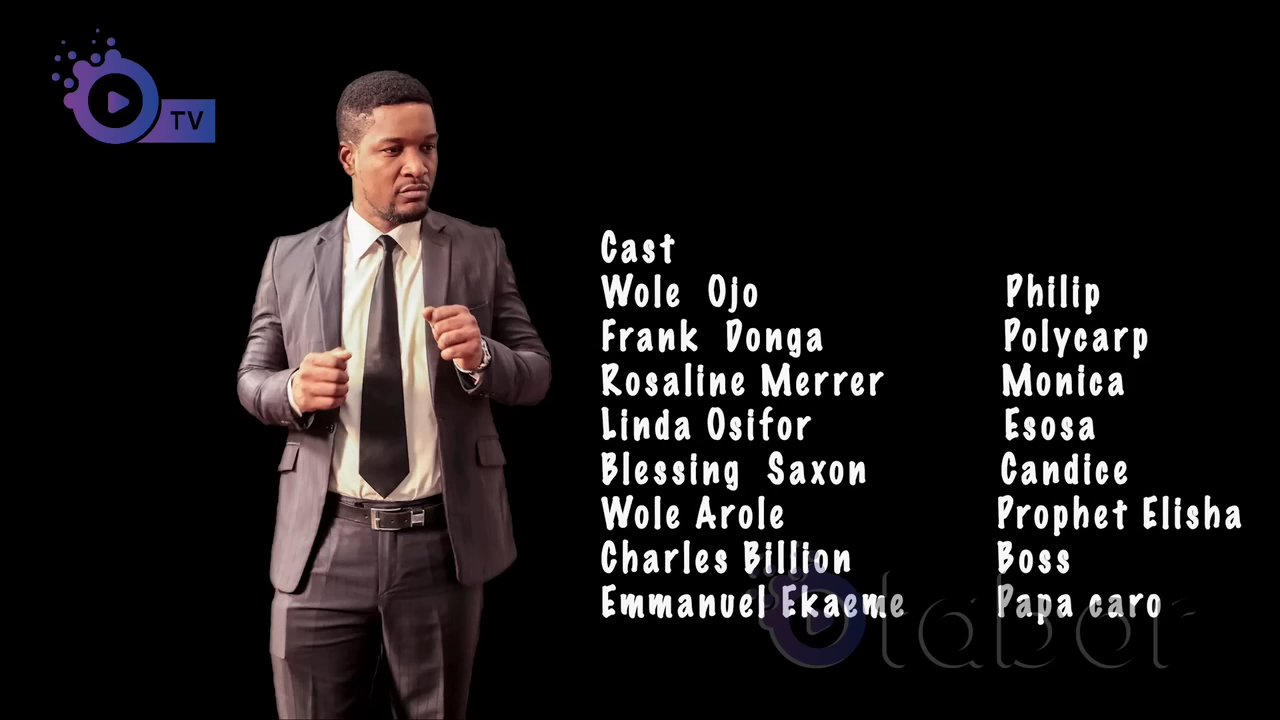 TV
Cast
Wole Ojo Philip
Frank Donga Polycarp
Rosaline Merrer Monica
Linda Osifor Esosa
Blessing Saxon Candice
Wole Arole Prophet Elisha
Charles Billion Boss
Emmanuel Ekaeme Papa caro
Otabor